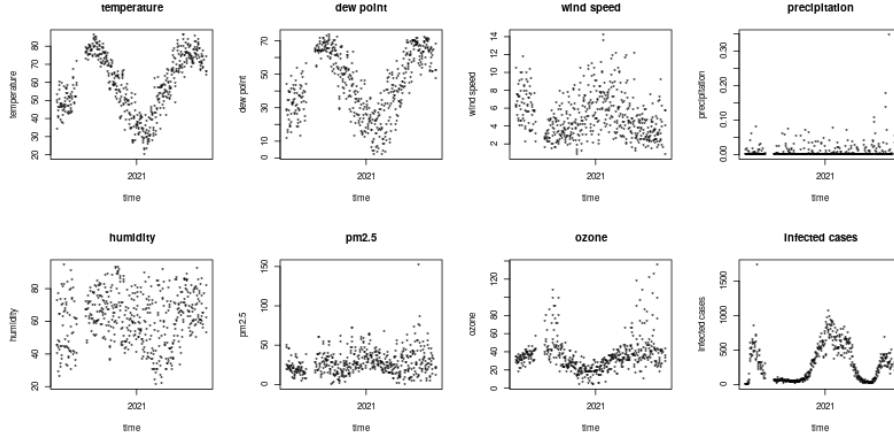 temperature
dew point
wind speed
precipitation
temperature
20 30 40 50 60 70 80
2021
time
dew point
0 10 30 50 70
2021
time
wind speed
2 4 6 8 10 12 14
2021
time
precipitation
0.00 0.10 0.20 0.30
2021
time
humidity
pm2.5
ozone
Infected cases
humidity
20 40 60 80
2021
time
pm2.5
0 50 100 150
2021
time
ozone
0 20 40 60 80 120
2021
time
Infected cases
0 500 1000 1500
2021
time